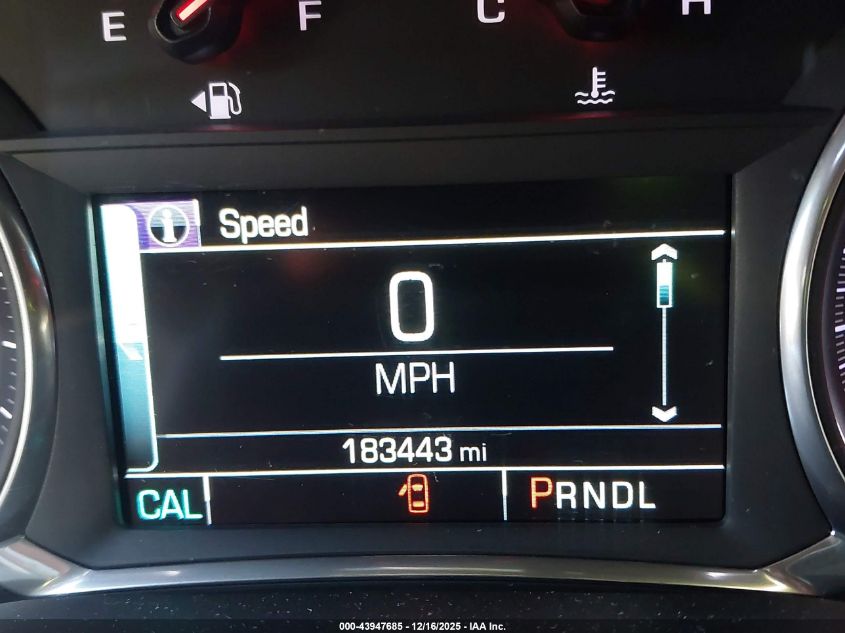 E F C H
Speed
0
MPH
183443 mi
CAL PRNDL
000-43947685 - 12/16/2025 - IAA Inc.